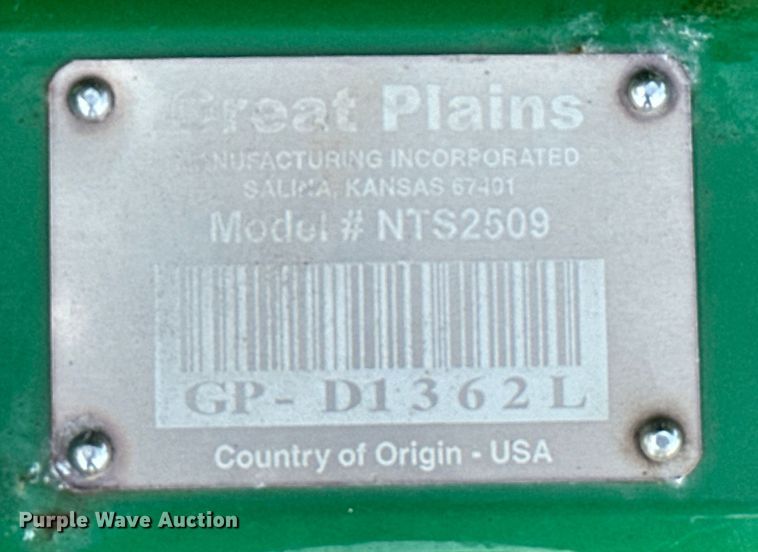 Great Plains
MANUFACTURING INCORPORATED
SALINA, KANSAS 67401
Model # NTS2509
GP- D1362L
Country of Origin - USA
Purple Wave Auction